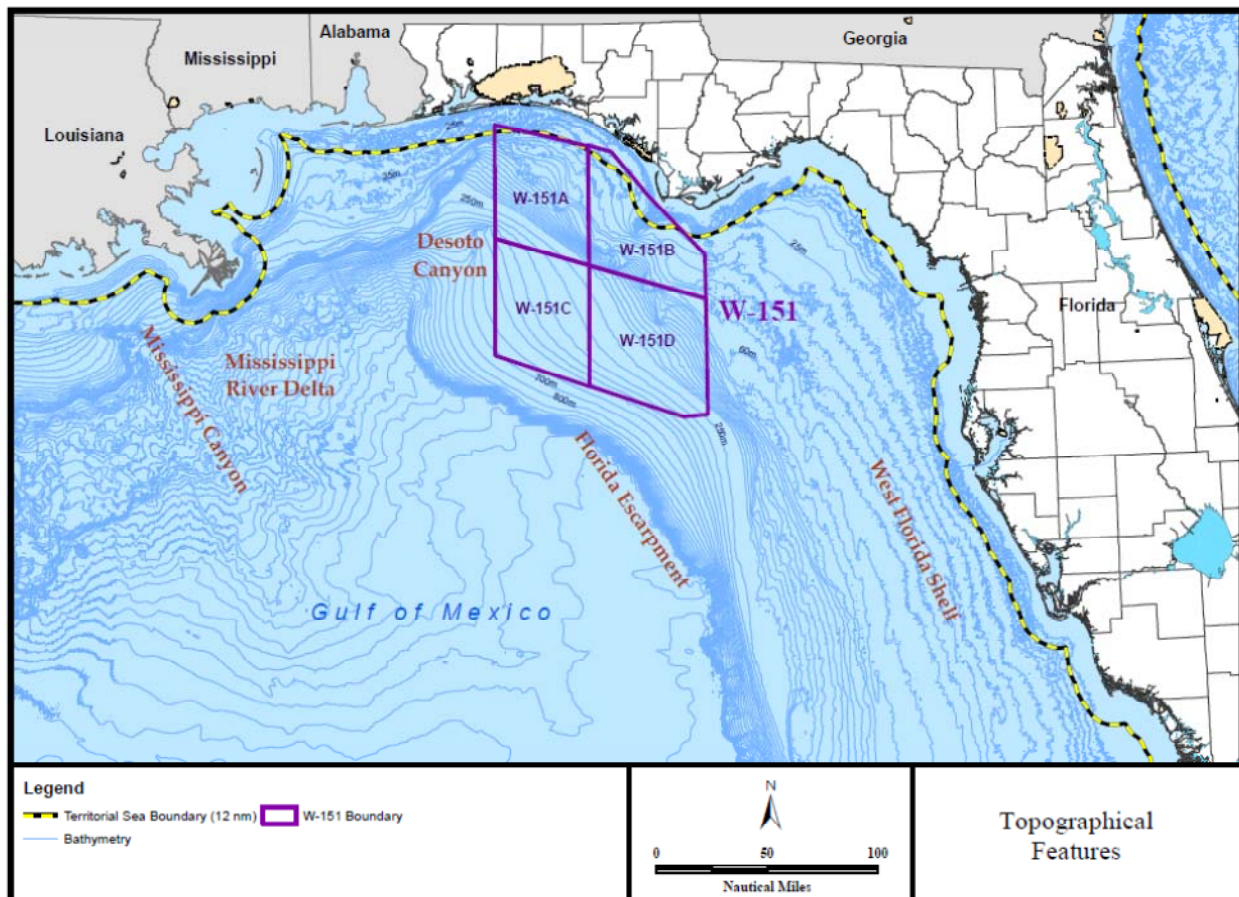 Alabama
Georgia
Mississippi
Louisiana
25m
25m
W-151A
250m
Desoto
Canyon
W-151B
25m
W-151C
W-151
Florida
W-151D
60m
Mississippi
River Delta
Mississippi Canyon
700m
800m
250m
Florida Escarpment
West Florida Shelf
Gulf of Mexico
Legend
Territorial Sea Boundary (12 nm)
W-151 Boundary
Bathymetry
N
0 50 100
Nautical Miles
Topographical
Features